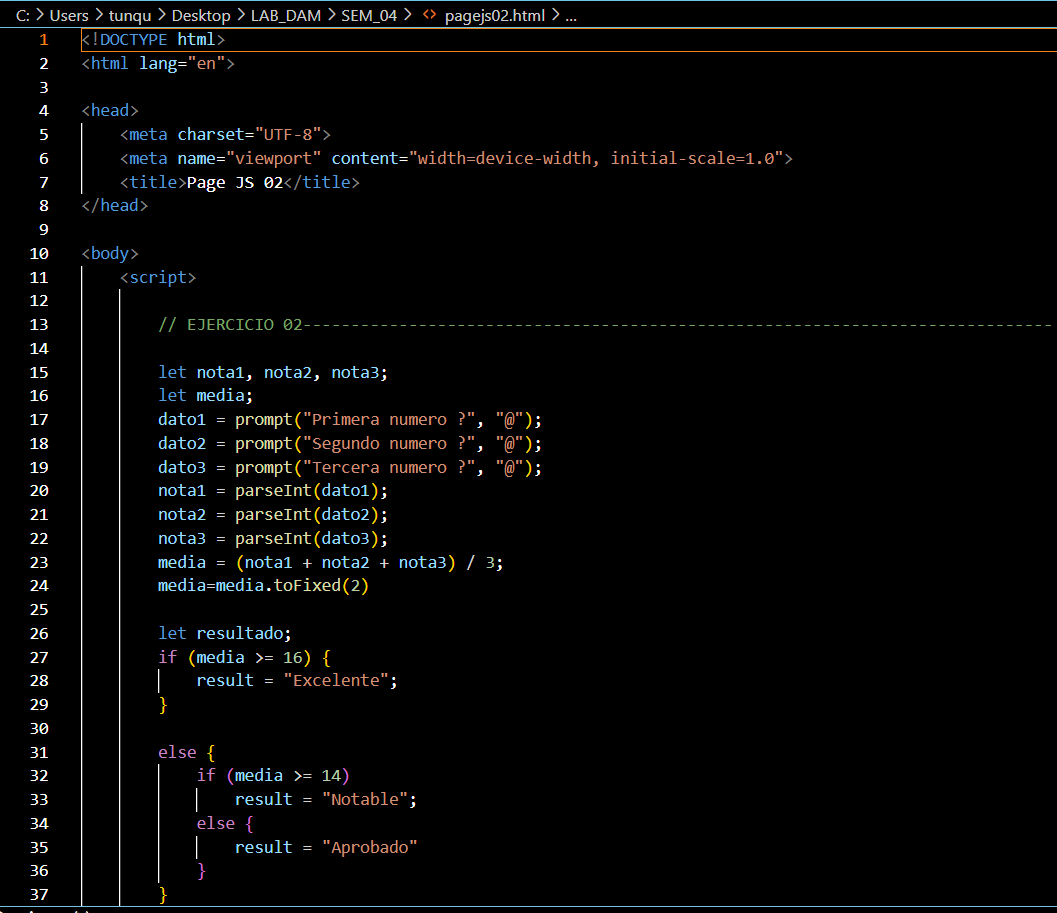 C: > Users > tunqu > Desktop > LAB_DAM > SEM_04 > <> pagejs02.html > ...
1 <!DOCTYPE html>
2 <html lang="en">
3
4 <head>
5     <meta charset="UTF-8">
6     <meta name="viewport" content="width=device-width, initial-scale=1.0">
7     <title>Page JS 02</title>
8 </head>
9
10 <body>
11     <script>
12
13         // EJERCICIO 02------------------------------------------------------------------------------
14
15         let nota1, nota2, nota3;
16         let media;
17         dato1 = prompt("Primera numero ?", "@");
18         dato2 = prompt("Segundo numero ?", "@");
19         dato3 = prompt("Tercera numero ?", "@");
20         nota1 = parseInt(dato1);
21         nota2 = parseInt(dato2);
22         nota3 = parseInt(dato3);
23         media = (nota1 + nota2 + nota3) / 3;
24         media=media.toFixed(2)
25
26         let resultado;
27         if (media >= 16) {
28             result = "Excelente";
29         }
30
31         else {
32             if (media >= 14)
33                 result = "Notable";
34             else {
35                 result = "Aprobado"
36             }
37         }